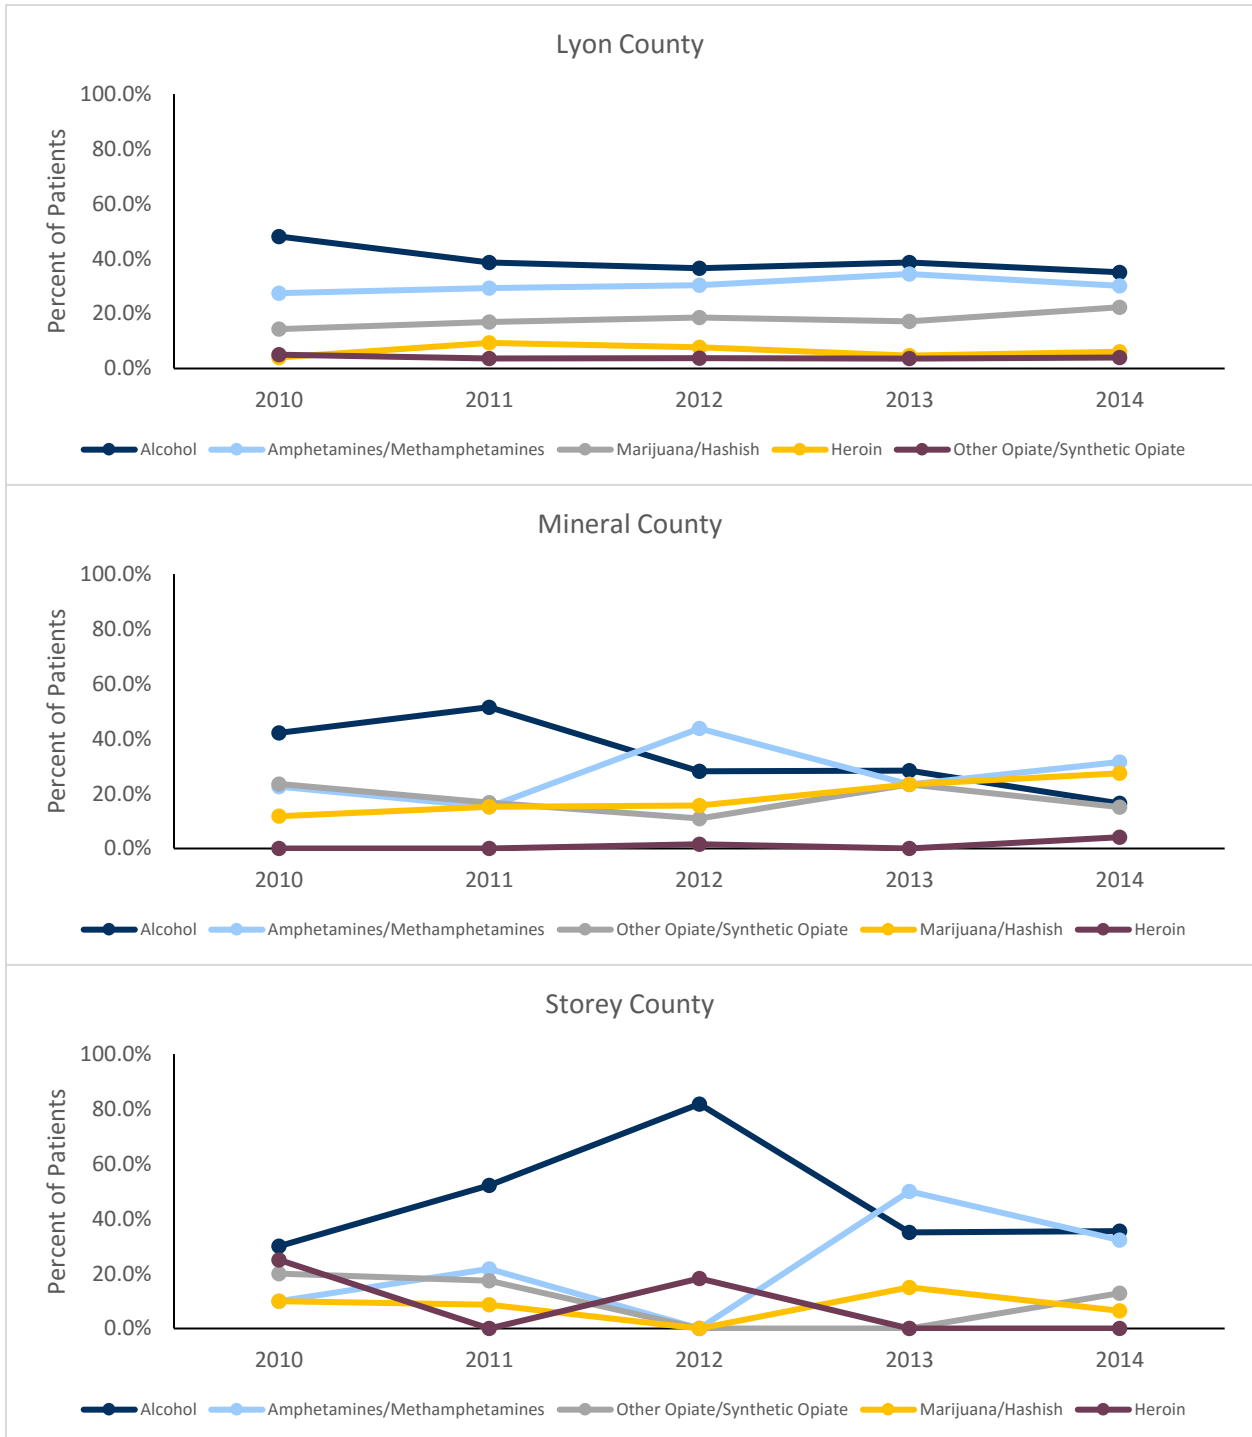 Lyon County
Percent of Patients
100.0%
80.0%
60.0%
40.0%
20.0%
0.0%
2010 2011 2012 2013 2014
Alcohol Amphetamines/Methamphetamines Marijuana/Hashish Heroin Other Opiate/Synthetic Opiate
Mineral County
Percent of Patients
100.0%
80.0%
60.0%
40.0%
20.0%
0.0%
2010 2011 2012 2013 2014
Alcohol Amphetamines/Methamphetamines Other Opiate/Synthetic Opiate Marijuana/Hashish Heroin
Storey County
Percent of Patients
100.0%
80.0%
60.0%
40.0%
20.0%
0.0%
2010 2011 2012 2013 2014
Alcohol Amphetamines/Methamphetamines Other Opiate/Synthetic Opiate Marijuana/Hashish Heroin